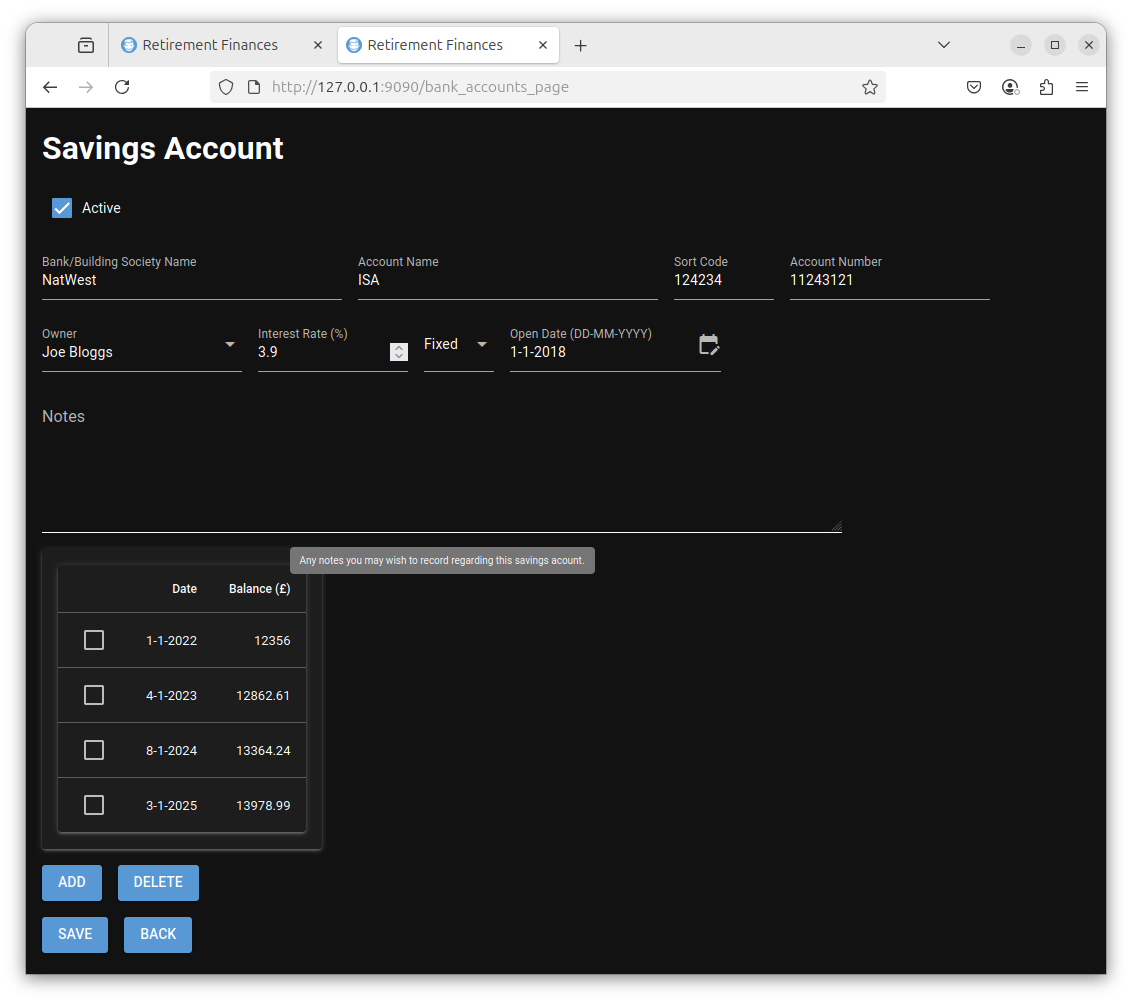 Retirement Finances Retirement Finances
http://127.0.0.1:9090/bank_accounts_page
Savings Account
Active
Bank/Building Society Name Account Name Sort Code Account Number
NatWest ISA 124234 11243121
Owner Interest Rate (%) Open Date (DD-MM-YYYY)
Joe Bloggs 3.9 Fixed 1-1-2018
Notes
Any notes you may wish to record regarding this savings acount.
Date Balance (£)
1-1-2022 12356
4-1-2023 12862.61
8-1-2024 13364.24
3-1-2025 13978.99
ADD DELETE
SAVE BACK